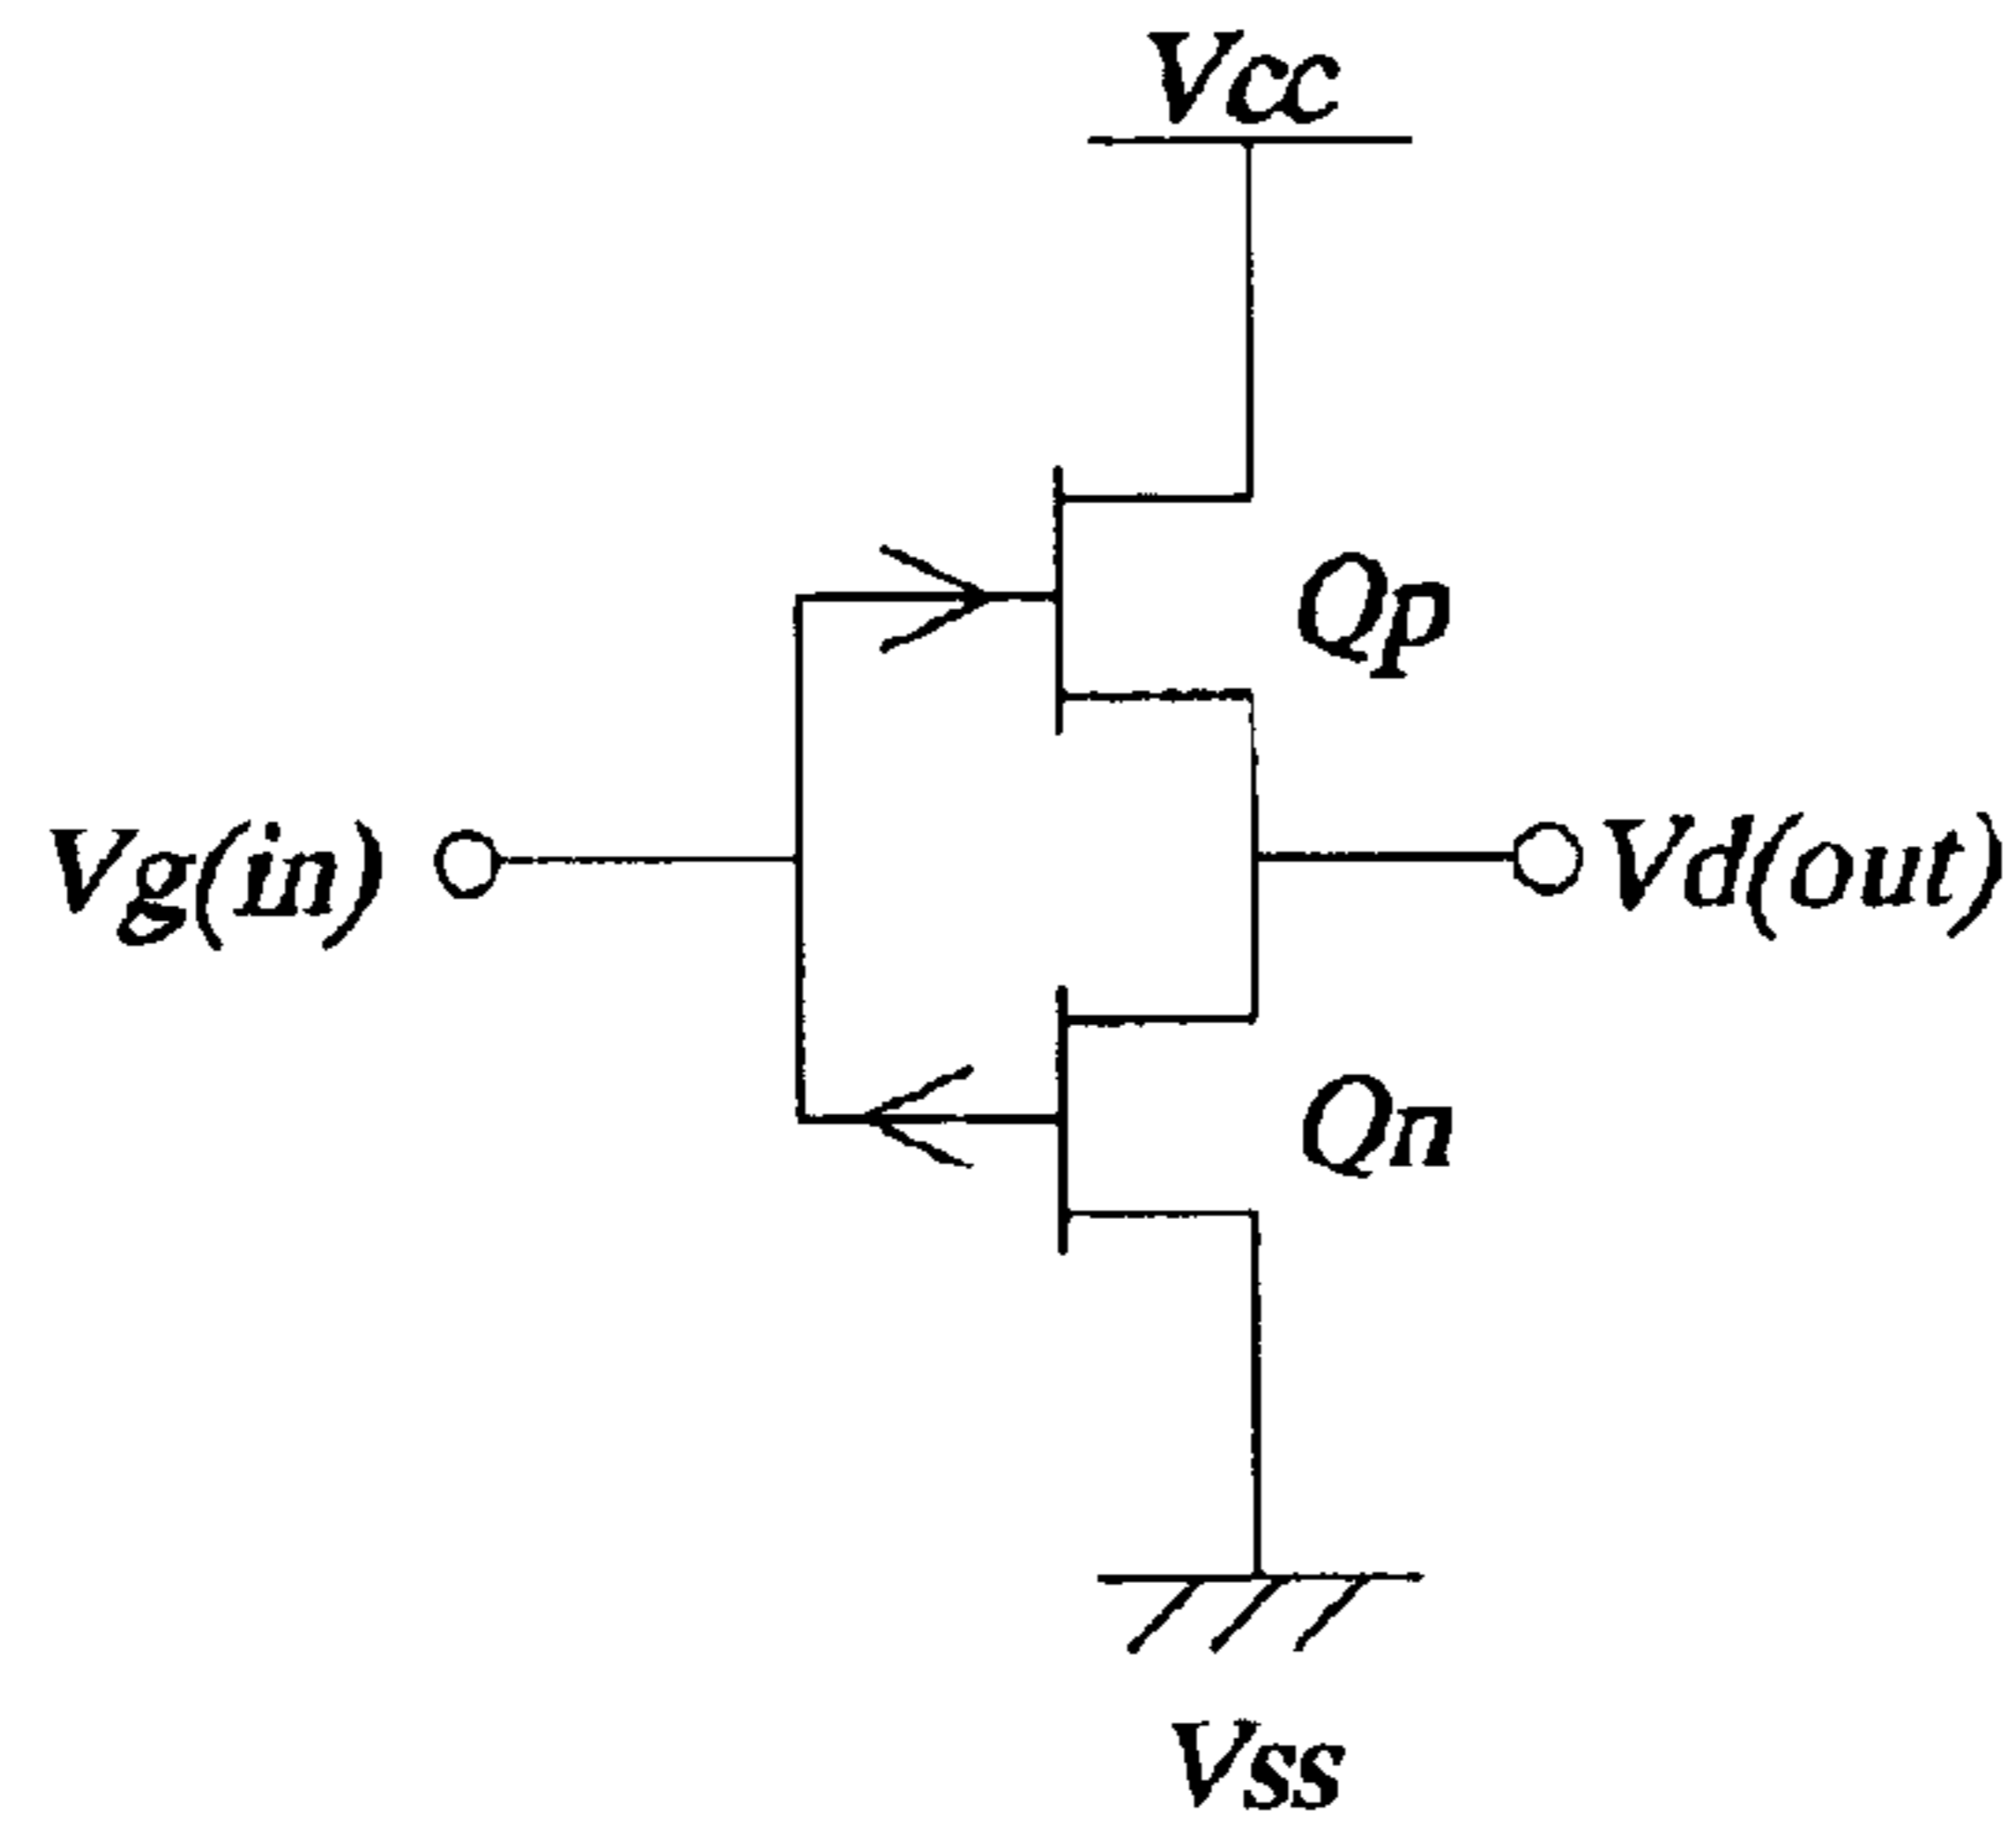 Vcc
Qp
Vg(in)
Vd(out)
Qn
Vss